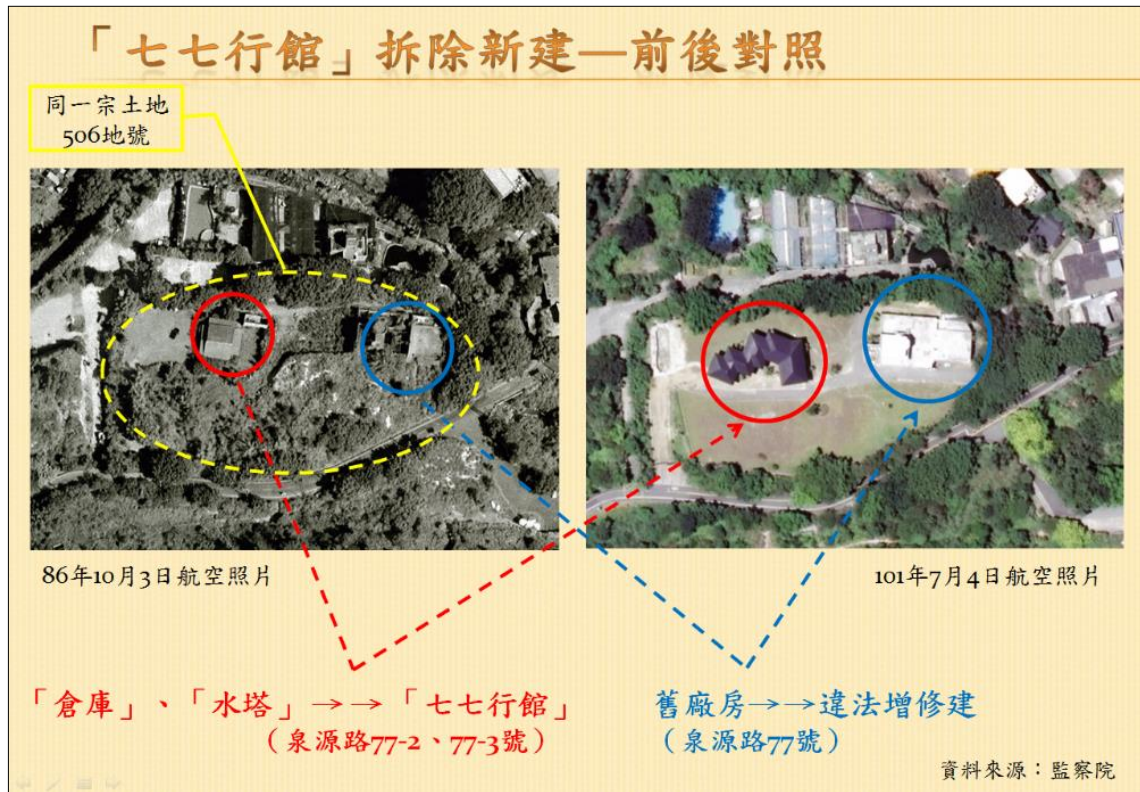 「七七行館」拆除新建—前後對照
同一宗土地
506地號
86年10月3日航空照片
101年7月4日航空照片
「倉庫」、「水塔」→→「七七行館」
（泉源路77-2、77-3號）
舊廠房→→違法增修建
（泉源路77號）
資料來源：監察院